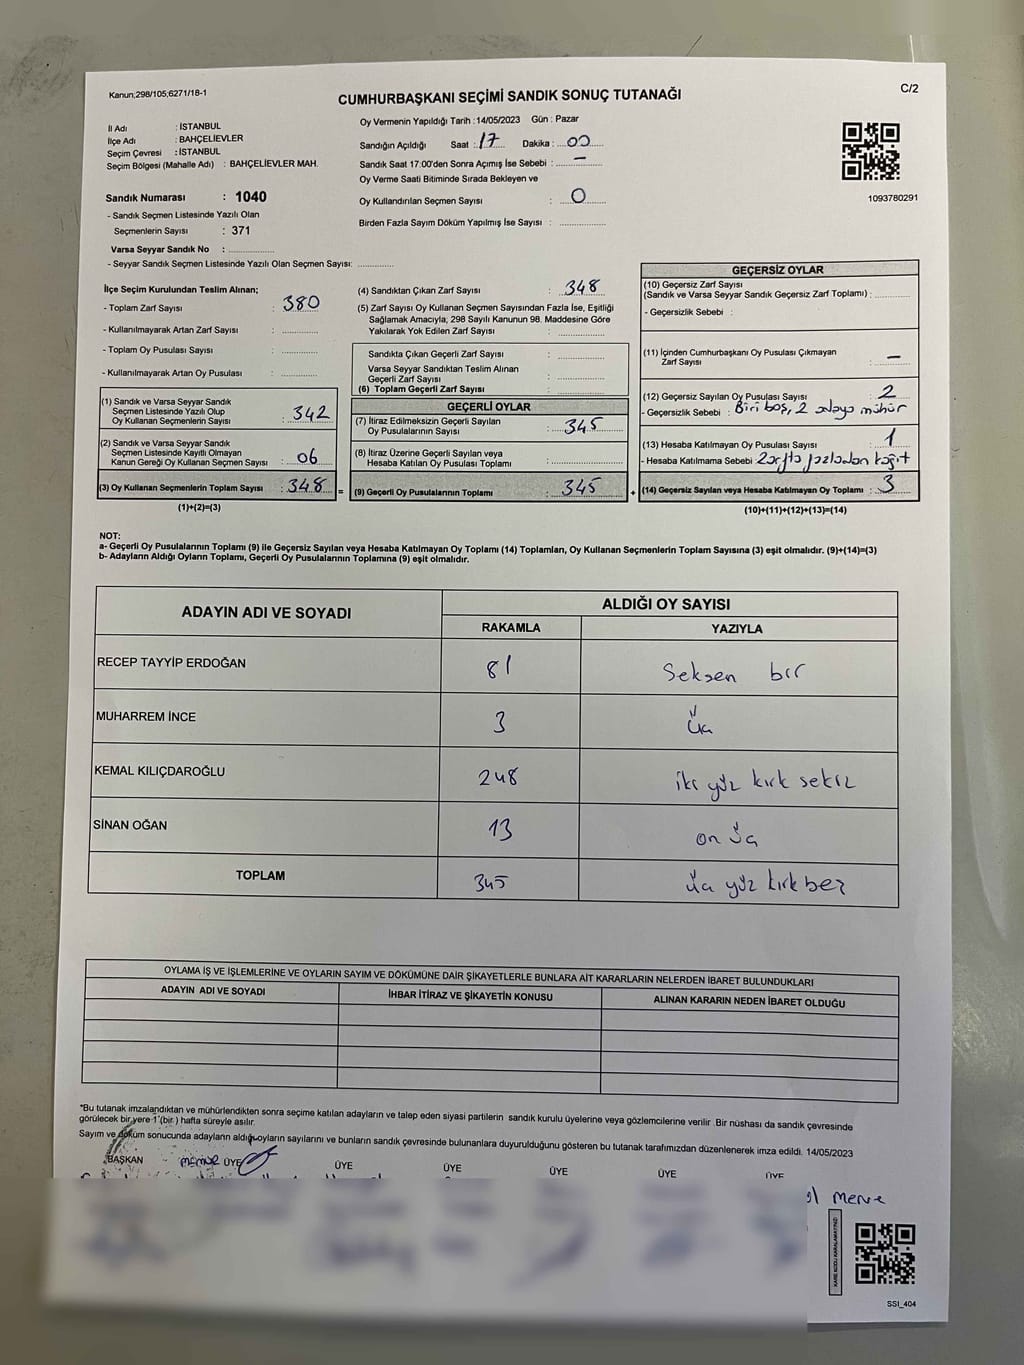 Kanun;298/105;6271/18-1
C/2
CUMHURBAŞKANI SEÇİMİ SANDIK SONUÇ TUTANAĞI
İl Adı : İSTANBUL
İlçe Adı : BAHÇELİEVLER
Seçim Çevresi : İSTANBUL
Seçim Bölgesi (Mahalle Adı) : BAHÇELİEVLER MAH.
Sandık Numarası : 1040
- Sandık Seçmen Listesinde Yazılı Olan
Seçmenlerin Sayısı : 371
Varsa Seyyar Sandık No : ................
- Seyyar Sandık Seçmen Listesinde Yazılı Olan Seçmen Sayısı: ............
Oy Vermenin Yapıldığı Tarih :14/05/2023 Gün : Pazar
Sandığın Açıldığı Saat : 17 Dakika : 00
Sandık Saat 17:00'den Sonra Açımış İse Sebebi : –
Oy Verme Saati Bitiminde Sırada Bekleyen ve
Oy Kullandırılan Seçmen Sayısı : 0
Birden Fazla Sayım Döküm Yapılmış İse Sayısı : ............
1093780291
İlçe Seçim Kurulundan Teslim Alınan;
- Toplam Zarf Sayısı : 380
- Kullanılmayarak Artan Zarf Sayısı : ............
- Toplam Oy Pusulası Sayısı : ............
- Kullanılmayarak Artan Oy Pusulası : ............
(1) Sandık ve Varsa Seyyar Sandık
Seçmen Listesinde Yazılı Olup
Oy Kullanan Seçmenlerin Sayısı : 342
(2) Sandık ve Varsa Seyyar Sandık
Seçmen Listesinde Kayıtlı Olmayan
Kanun Gereği Oy Kullanan Seçmen Sayısı : 06
(3) Oy Kullanan Seçmenlerin Toplam Sayısı : 348
(1)+(2)=(3)
(4) Sandıktan Çıkan Zarf Sayısı : 348
(5) Zarf Sayısı Oy Kullanan Seçmen Sayısından Fazla İse, Eşitliği
Sağlamak Amacıyla; 298 Sayılı Kanunun 98. Maddesine Göre
Yakılarak Yok Edilen Zarf Sayısı : ............
Sandıkta Çıkan Geçerli Zarf Sayısı : ............
Varsa Seyyar Sandıktan Teslim Alınan
Geçerli Zarf Sayısı : ............
(6) Toplam Geçerli Zarf Sayısı : ............
GEÇERLİ OYLAR
(7) İtiraz Edilmeksizin Geçerli Sayılan
Oy Pusulalarının Sayısı : 345
(8) İtiraz Üzerine Geçerli Sayılan veya
Hesaba Katılan Oy Pusulası Toplamı : ............
= (9) Geçerli Oy Pusulalarının Toplamı : 345
GEÇERSİZ OYLAR
(10) Geçersiz Zarf Sayısı
(Sandık ve Varsa Seyyar Sandık Geçersiz Zarf Toplamı) : ............
- Geçersizlik Sebebi :
(11) İçinden Cumhurbaşkanı Oy Pusulası Çıkmayan
Zarf Sayısı : –
(12) Geçersiz Sayılan Oy Pusulası Sayısı : 2
- Geçersizlik Sebebi : Biri boş, 2 adaya mühür
(13) Hesaba Katılmayan Oy Pusulası Sayısı : 1
- Hesaba Katılmama Sebebi : Zarfta fazladan kağıt
+ (14) Geçersiz Sayılan veya Hesaba Katılmayan Oy Toplamı : 3
(10)+(11)+(12)+(13)=(14)
NOT:
a- Geçerli Oy Pusulalarının Toplamı (9) ile Geçersiz Sayılan veya Hesaba Katılmayan Oy Toplamı (14) Toplamları, Oy Kullanan Seçmenlerin Toplam Sayısına (3) eşit olmalıdır. (9)+(14)=(3)
b- Adayların Aldığı Oyların Toplamı, Geçerli Oy Pusulalarının Toplamına (9) eşit olmalıdır.
ADAYIN ADI VE SOYADI
ALDIĞI OY SAYISI
RAKAMLA YAZIYLA
RECEP TAYYİP ERDOĞAN 81 Seksen bir
MUHARREM İNCE 3 Üç
KEMAL KILIÇDAROĞLU 248 iki yüz kırk sekiz
SİNAN OĞAN 13 on üç
TOPLAM 345 üç yüz kırk beş
OYLAMA İŞ VE İŞLEMLERİNE VE OYLARIN SAYIM VE DÖKÜMÜNE DAİR ŞİKAYETLERLE BUNLARA AİT KARARLARIN NELERDEN İBARET BULUNDUKLARI
ADAYIN ADI VE SOYADI İHBAR İTİRAZ VE ŞİKAYETİN KONUSU ALINAN KARARIN NEDEN İBARET OLDUĞU
*Bu tutanak imzalandıktan ve mühürlendikten sonra seçime katılan adayların ve talep eden siyasi partilerin sandık kurulu üyelerine veya gözlemcilerine verilir. Bir nüshası da sandık çevresinde
görülecek bir yere 1 (bir) hafta süreyle asılır.
Sayım ve döküm sonucunda adayların aldığı oyların sayılarını ve bunların sandık çevresinde bulunanlara duyurulduğunu gösteren bu tutanak tarafımızdan düzenlenerek imza edildi. 14/05/2023
BAŞKAN MEMUR ÜYE ÜYE ÜYE ÜYE ÜYE ÜYE
Merve
KARE KODU KARALAMAYINIZ!
SSI_404